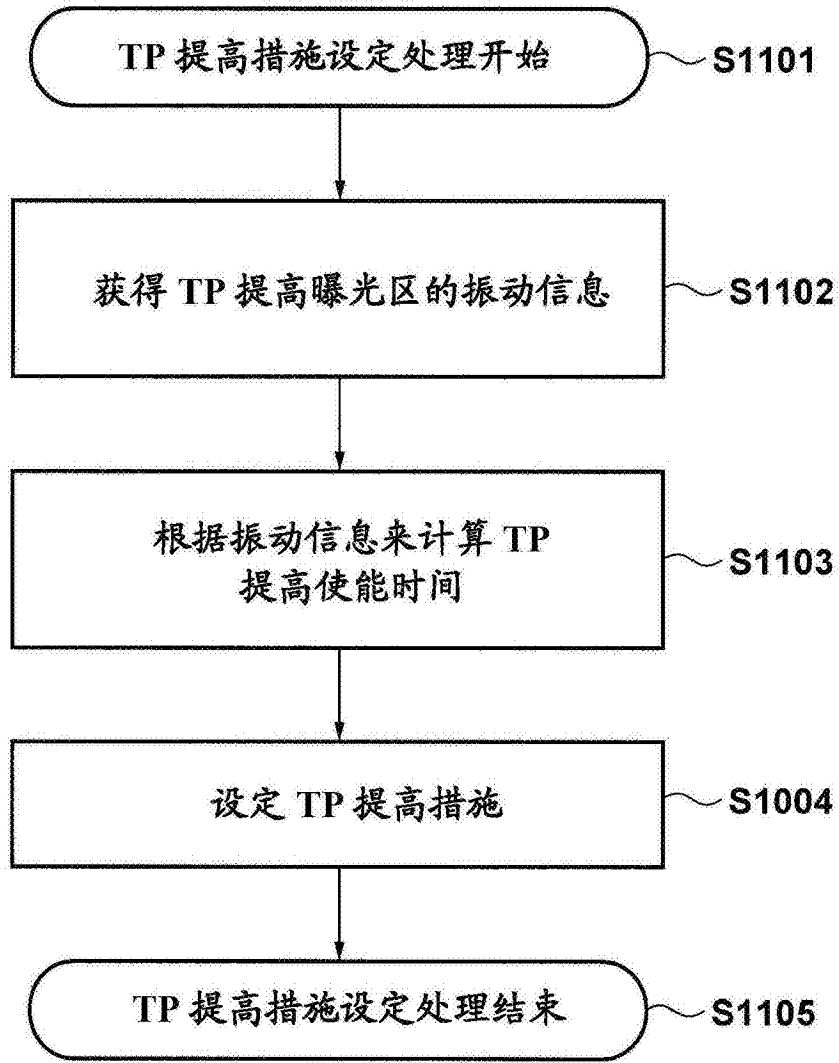 TP 提高措施设定处理开始
S1101
获得 TP 提高曝光区的振动信息
S1102
根据振动信息来计算 TP
提高使能时间
S1103
设定 TP 提高措施
S1004
TP 提高措施设定处理结束
S1105